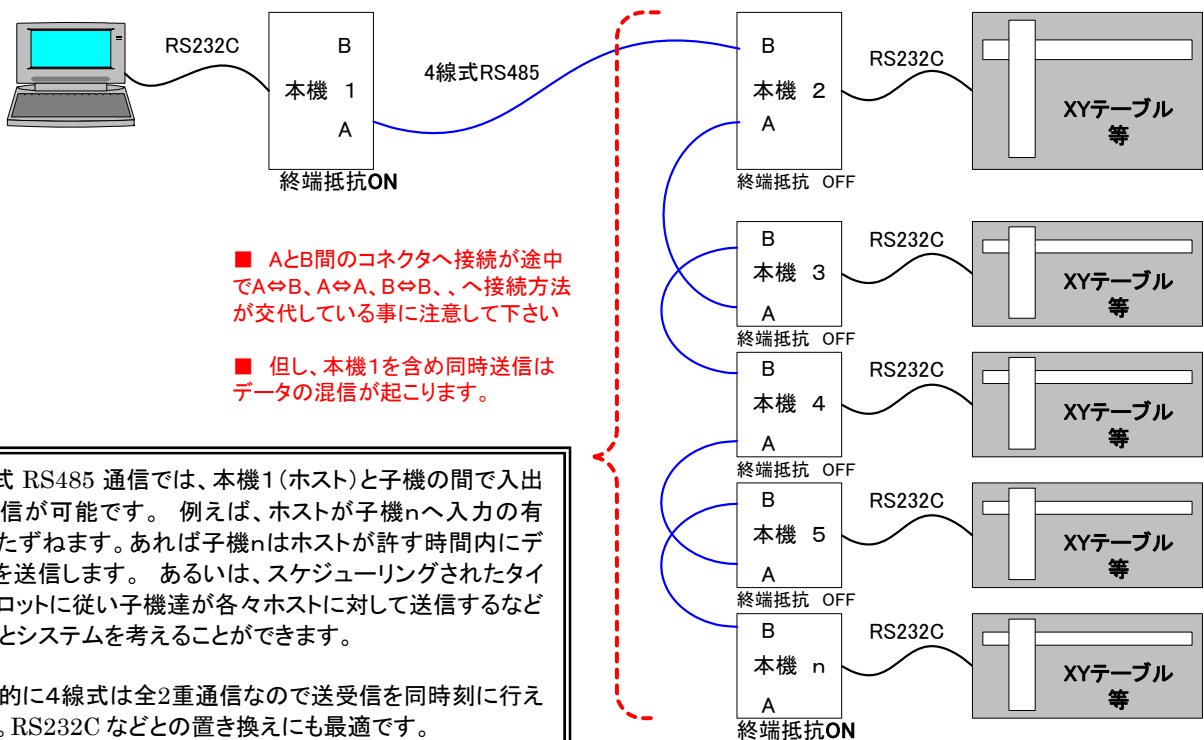 RS232C
B
本機 1
A
終端抵抗ON
4線式RS485
B
本機 2
A
終端抵抗 OFF
RS232C
XYテーブル
等
B
本機 3
A
終端抵抗 OFF
RS232C
XYテーブル
等
B
本機 4
A
終端抵抗 OFF
RS232C
XYテーブル
等
B
本機 5
A
終端抵抗 OFF
RS232C
XYテーブル
等
B
本機 n
A
終端抵抗ON
RS232C
XYテーブル
等
■ AとB間のコネクタへ接続が途中
でA⇔B、A⇔A、B⇔B、、へ接続方法
が交代している事に注意して下さい
■ 但し、本機1を含め同時送信は
データの混信が起こります。
式 RS485 通信では、本機1(ホスト)と子機の間で入出
信が可能です。 例えば、ホストが子機nへ入力の有
たずねます。あれば子機nはホストが許す時間内にデ
を送信します。 あるいは、スケジューリングされたタイ
ロットに従い子機達が各々ホストに対して送信するなど
とシステムを考えることができます。
的に4線式は全2重通信なので送受信を同時刻に行え
。RS232C などとの置き換えにも最適です。